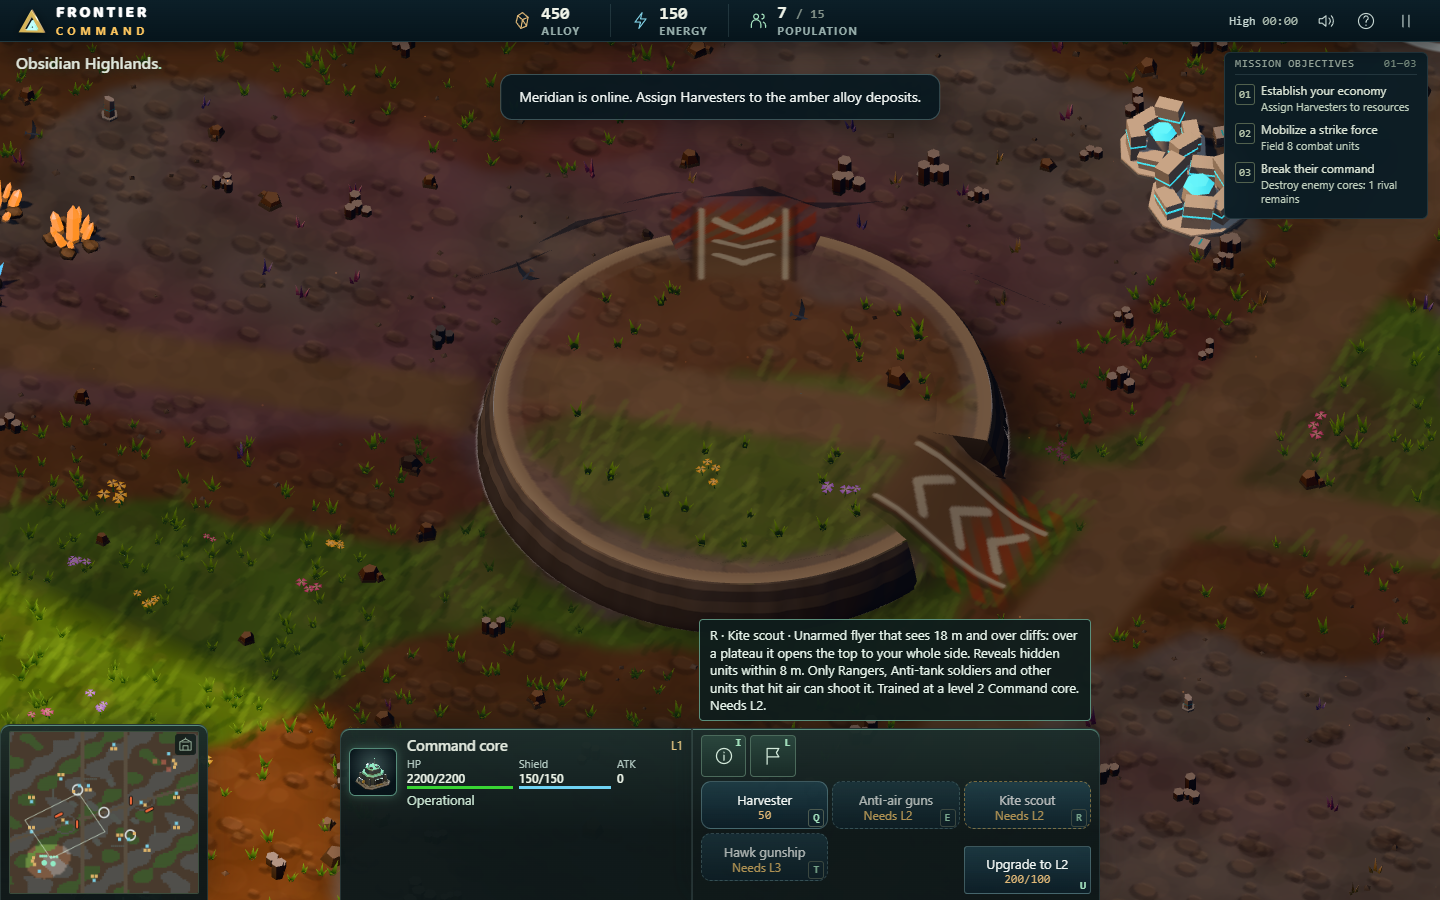 FRONTIER
COMMAND
450
ALLOY
150
ENERGY
7 / 15
POPULATION
High 00:00
Obsidian Highlands.
Meridian is online. Assign Harvesters to the amber alloy deposits.
MISSION OBJECTIVES 01—03
01 Establish your economy
Assign Harvesters to resources
02 Mobilize a strike force
Field 8 combat units
03 Break their command
Destroy enemy cores: 1 rival
remains
R · Kite scout · Unarmed flyer that sees 18 m and over cliffs: over
a plateau it opens the top to your whole side. Reveals hidden
units within 8 m. Only Rangers, Anti-tank soldiers and other
units that hit air can shoot it. Trained at a level 2 Command core.
Needs L2.
Command core L1
HP Shield ATK
2200/2200 150/150 0
Operational
I L
Harvester
50 Q
Anti-air guns
Needs L2 E
Kite scout
Needs L2 R
Hawk gunship
Needs L3 T
Upgrade to L2
200/100 U